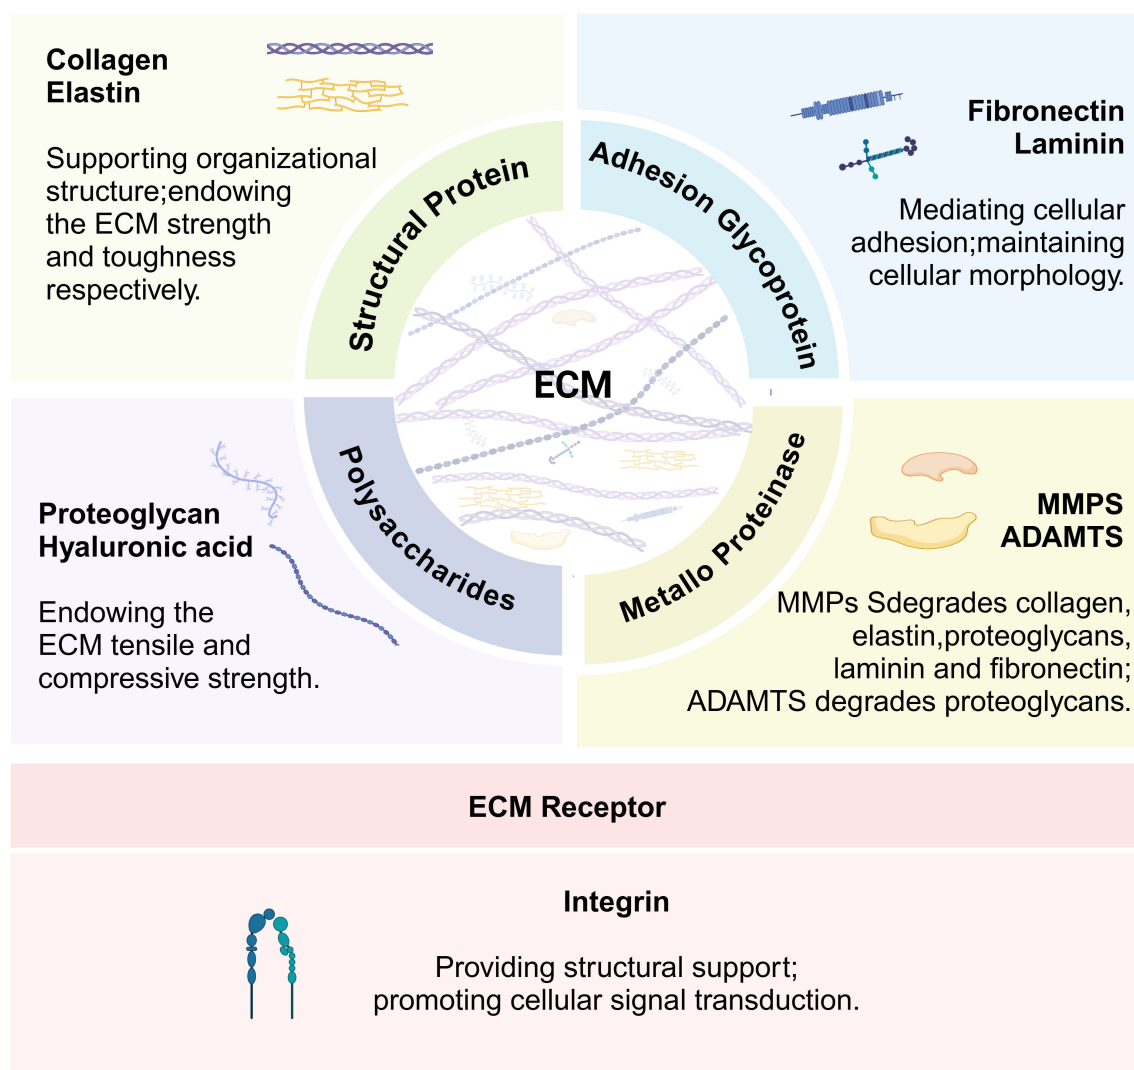 Collagen
Elastin
Supporting organizational
structure;endowing
the ECM strength
and toughness
respectively.
Structural Protein
Adhesion Glycoprotein
Fibronectin
Laminin
Mediating cellular
adhesion;maintaining
cellular morphology.
ECM
Proteoglycan
Hyaluronic acid
Endowing the
ECM tensile and
compressive strength.
Polysaccharides
Metallo Proteinase
MMPS
ADAMTS
MMPs Sdegrades collagen,
elastin,proteoglycans,
laminin and fibronectin;
ADAMTS degrades proteoglycans.
ECM Receptor
Integrin
Providing structural support;
promoting cellular signal transduction.